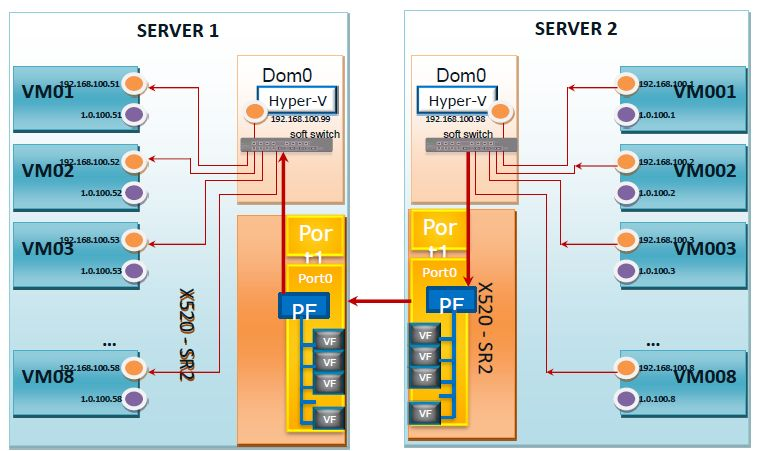 SERVER 1
Dom0
Hyper-V
192.168.100.99
soft switch
192.168.100.51
VM01
1.0.100.51
192.168.100.52
VM02
1.0.100.52
192.168.100.53
VM03
1.0.100.53
...
192.168.100.58
VM08
1.0.100.58
X520 - SR2
Por
t1
Port0
PF
VF
VF
VF
VF
SERVER 2
Dom0
Hyper-V
192.168.100.98
soft switch
192.168.100.1
VM001
1.0.100.1
192.168.100.2
VM002
1.0.100.2
192.168.100.3
VM003
1.0.100.3
...
192.168.100.8
VM008
1.0.100.8
Por
t1
Port0
PF
X520 - SR2
VF
VF
VF
VF